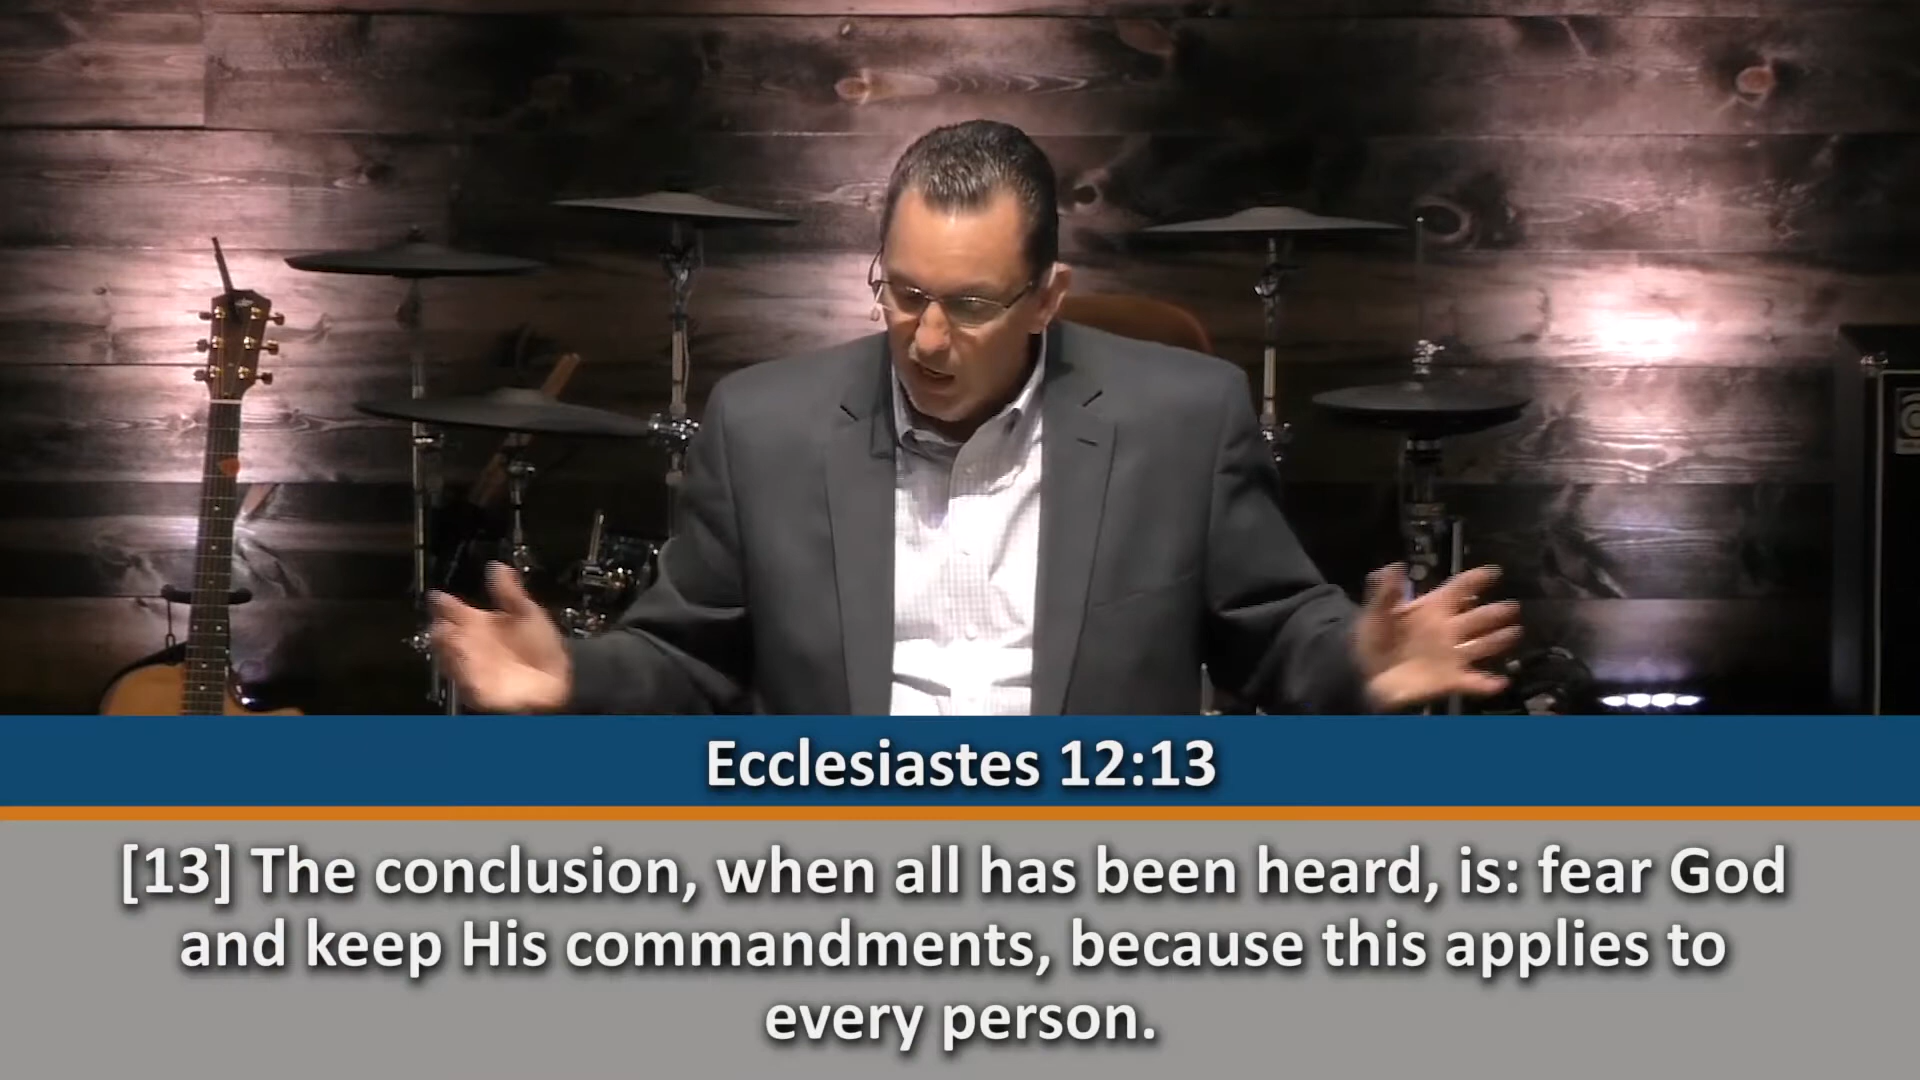 Ecclesiastes 12:13
[13] The conclusion, when all has been heard, is: fear God
and keep His commandments, because this applies to
every person.